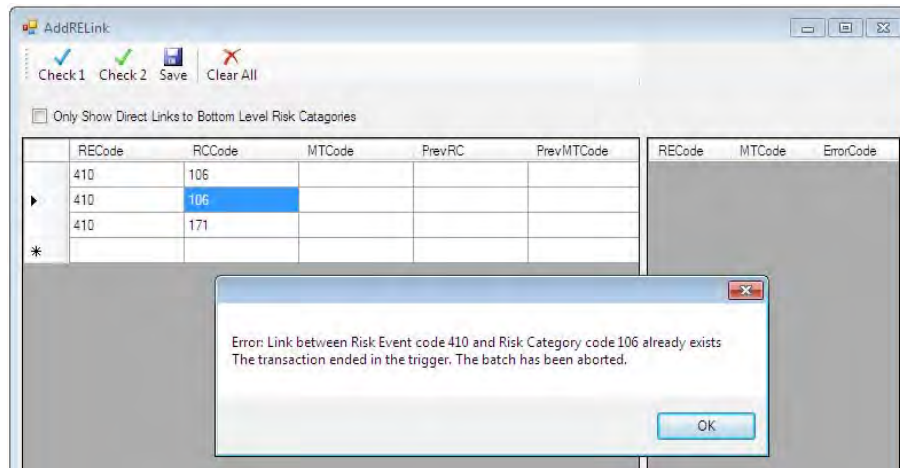 AddRELink
Check 1 Check 2 Save Clear All
Only Show Direct Links to Bottom Level Risk Catagories
RECode RCCode MTCode PrevRC PrevMTCode RECode MTCode ErrorCode
410 106
410 106
410 171
Error: Link between Risk Event code 410 and Risk Category code 106 already exists
The transaction ended in the trigger. The batch has been aborted.
OK